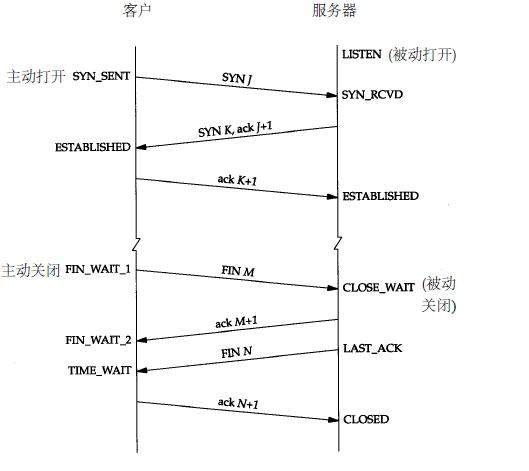 客户 服务器
LISTEN (被动打开)
主动打开 SYN_SENT SYN J
SYN_RCVD
SYN K, ack J+1
ESTABLISHED
ack K+1
ESTABLISHED
主动关闭 FIN_WAIT_1 FIN M
CLOSE_WAIT (被动
关闭)
ack M+1
FIN_WAIT_2
FIN N LAST_ACK
TIME_WAIT
ack N+1
CLOSED